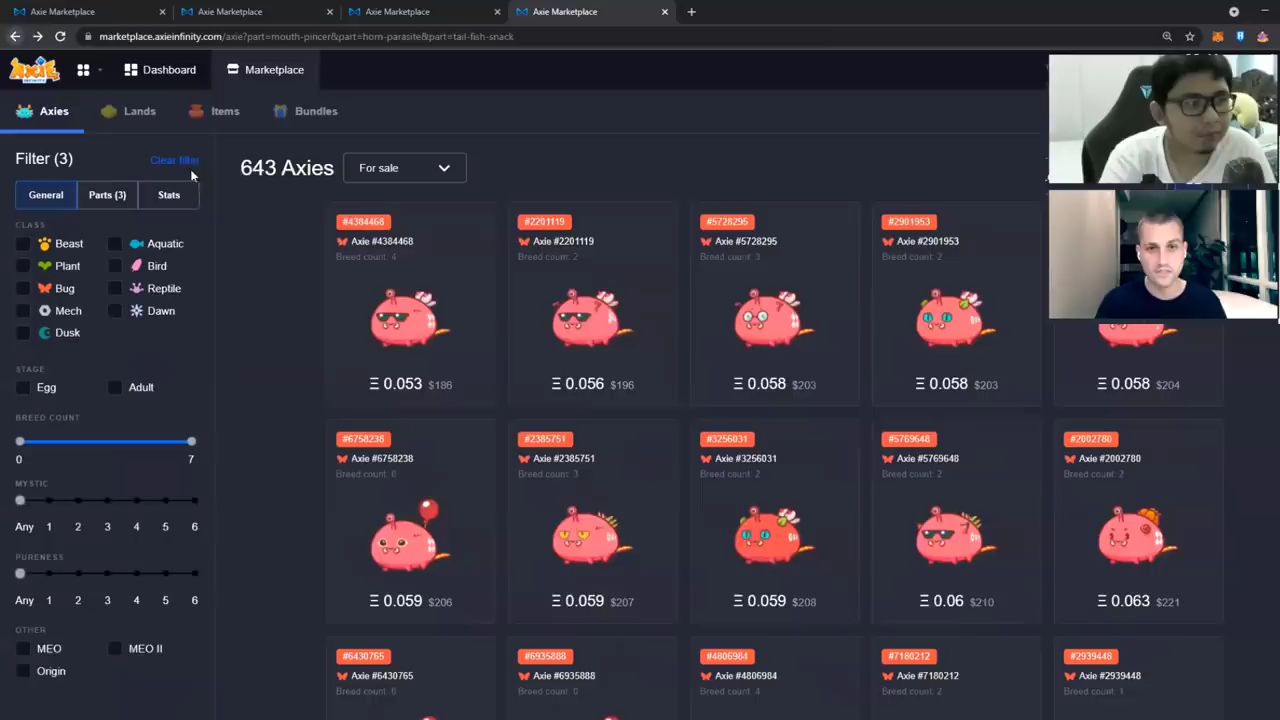 Axie Marketplace
Axie Marketplace
Axie Marketplace
Axie Marketplace
marketplace.axieinfinity.com/axie?part=mouth-pincer&part=horn-parasite&part=tail-fish-snack
AXIE
Dashboard
Marketplace
Axies
Lands
Items
Bundles
Filter (3)
Clear filter
643 Axies
For sale
General
Parts (3)
Stats
CLASS
Beast
Aquatic
Plant
Bird
Bug
Reptile
Mech
Dawn
Dusk
STAGE
Egg
Adult
BREED COUNT
0
7
MYSTIC
Any 1 2 3 4 5 6
PURENESS
Any 1 2 3 4 5 6
OTHER
MEO
MEO II
Origin
#4384468
Axie #4384468
Breed count: 4
Ξ 0.053 $186
#2201119
Axie #2201119
Breed count: 2
Ξ 0.056 $196
#5728295
Axie #5728295
Breed count: 3
Ξ 0.058 $203
#2901953
Axie #2901953
Breed count: 2
Ξ 0.058 $203
Ξ 0.058 $204
#6758238
Axie #6758238
Breed count: 0
Ξ 0.059 $206
#2385751
Axie #2385751
Breed count: 3
Ξ 0.059 $207
#3256031
Axie #3256031
Breed count: 2
Ξ 0.059 $208
#5769648
Axie #5769648
Breed count: 2
Ξ 0.06 $210
#2002780
Axie #2002780
Breed count: 2
Ξ 0.063 $221
#6430765
Axie #6430765
Breed count: 0
#6935888
Axie #6935888
Breed count: 0
#4806984
Axie #4806984
Breed count: 4
#7180212
Axie #7180212
Breed count: 2
#2939448
Axie #2939448
Breed count: 1